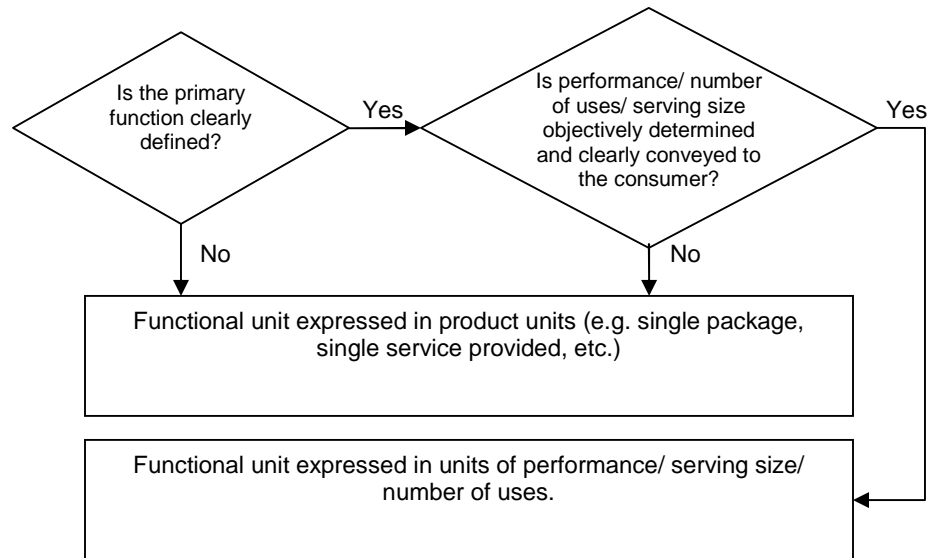 Is the primary
function clearly
defined?
Yes
Is performance/ number
of uses/ serving size
objectively determined
and clearly conveyed to
the consumer?
Yes
No
No
Functional unit expressed in product units (e.g. single package,
single service provided, etc.)
Functional unit expressed in units of performance/ serving size/
number of uses.